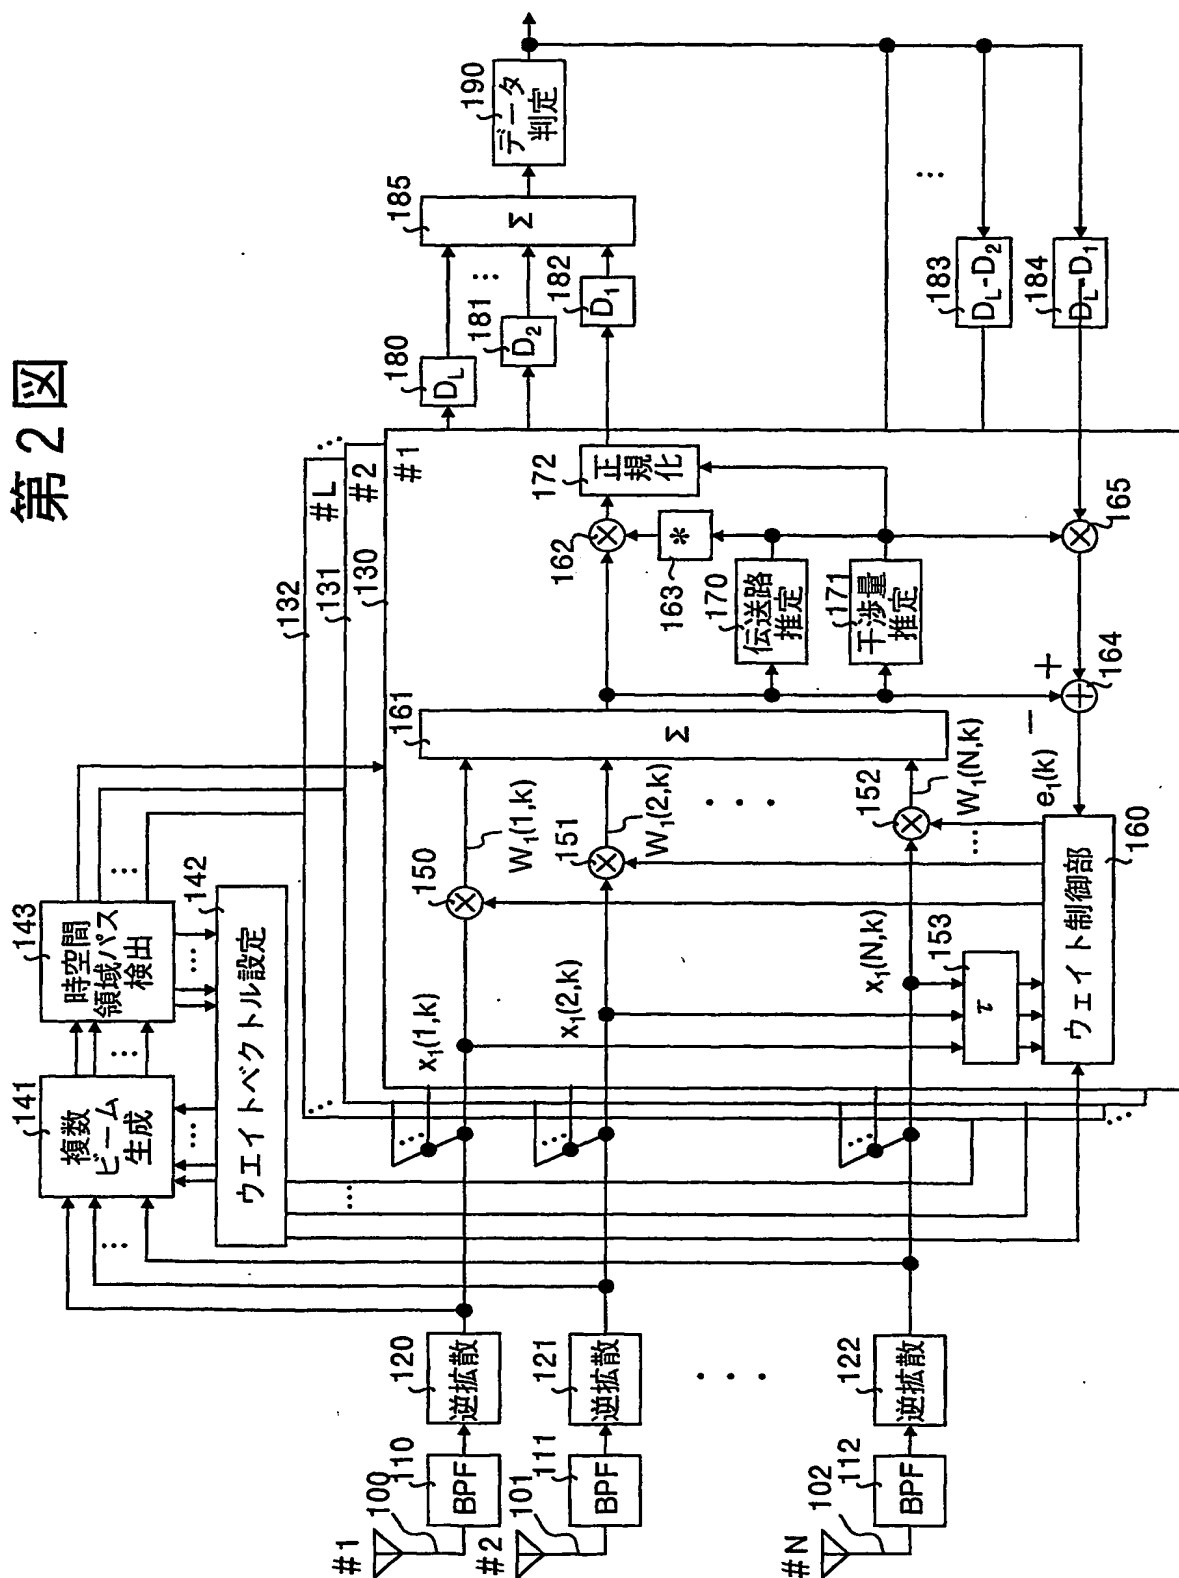 第2図
#1
100
110
BPF
120
逆拡散
#2
101
111
BPF
121
逆拡散
#N
102
112
BPF
122
逆拡散
141
複数
ビーム
生成
143
時空間
領域パス
検出
142
ウエイトベクトル設定
132
#L
131
#2
130
#1
x1(1,k)
150
W1(1,k)
x1(2,k)
151
W1(2,k)
x1(N,k)
152
W1(N,k)
153
τ
160
ウェイト制御部
e1(k)
161
Σ
162
163
*
170
伝送路
推定
171
干渉量
推定
172
正規化
+
−
164
165
180
DL
181
D2
182
D1
185
Σ
190
データ
判定
183
DL-D2
184
DL-D1